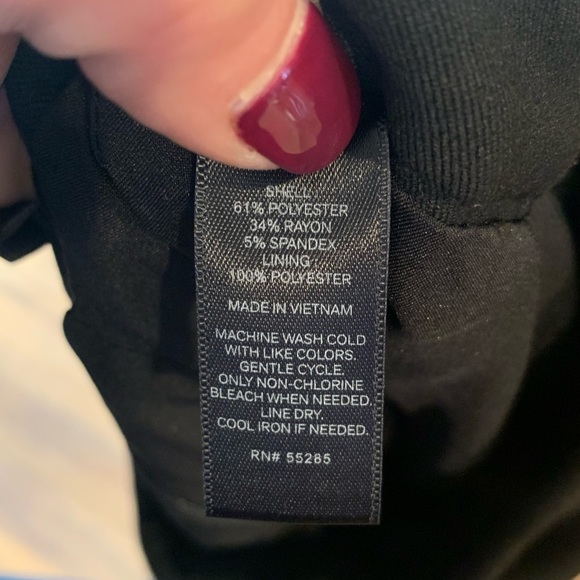 SHELL
61% POLYESTER
34% RAYON
5% SPANDEX
LINING
100% POLYESTER
MADE IN VIETNAM
MACHINE WASH COLD
WITH LIKE COLORS.
GENTLE CYCLE.
ONLY NON-CHLORINE
BLEACH WHEN NEEDED.
LINE DRY.
COOL IRON IF NEEDED.
RN# 55285